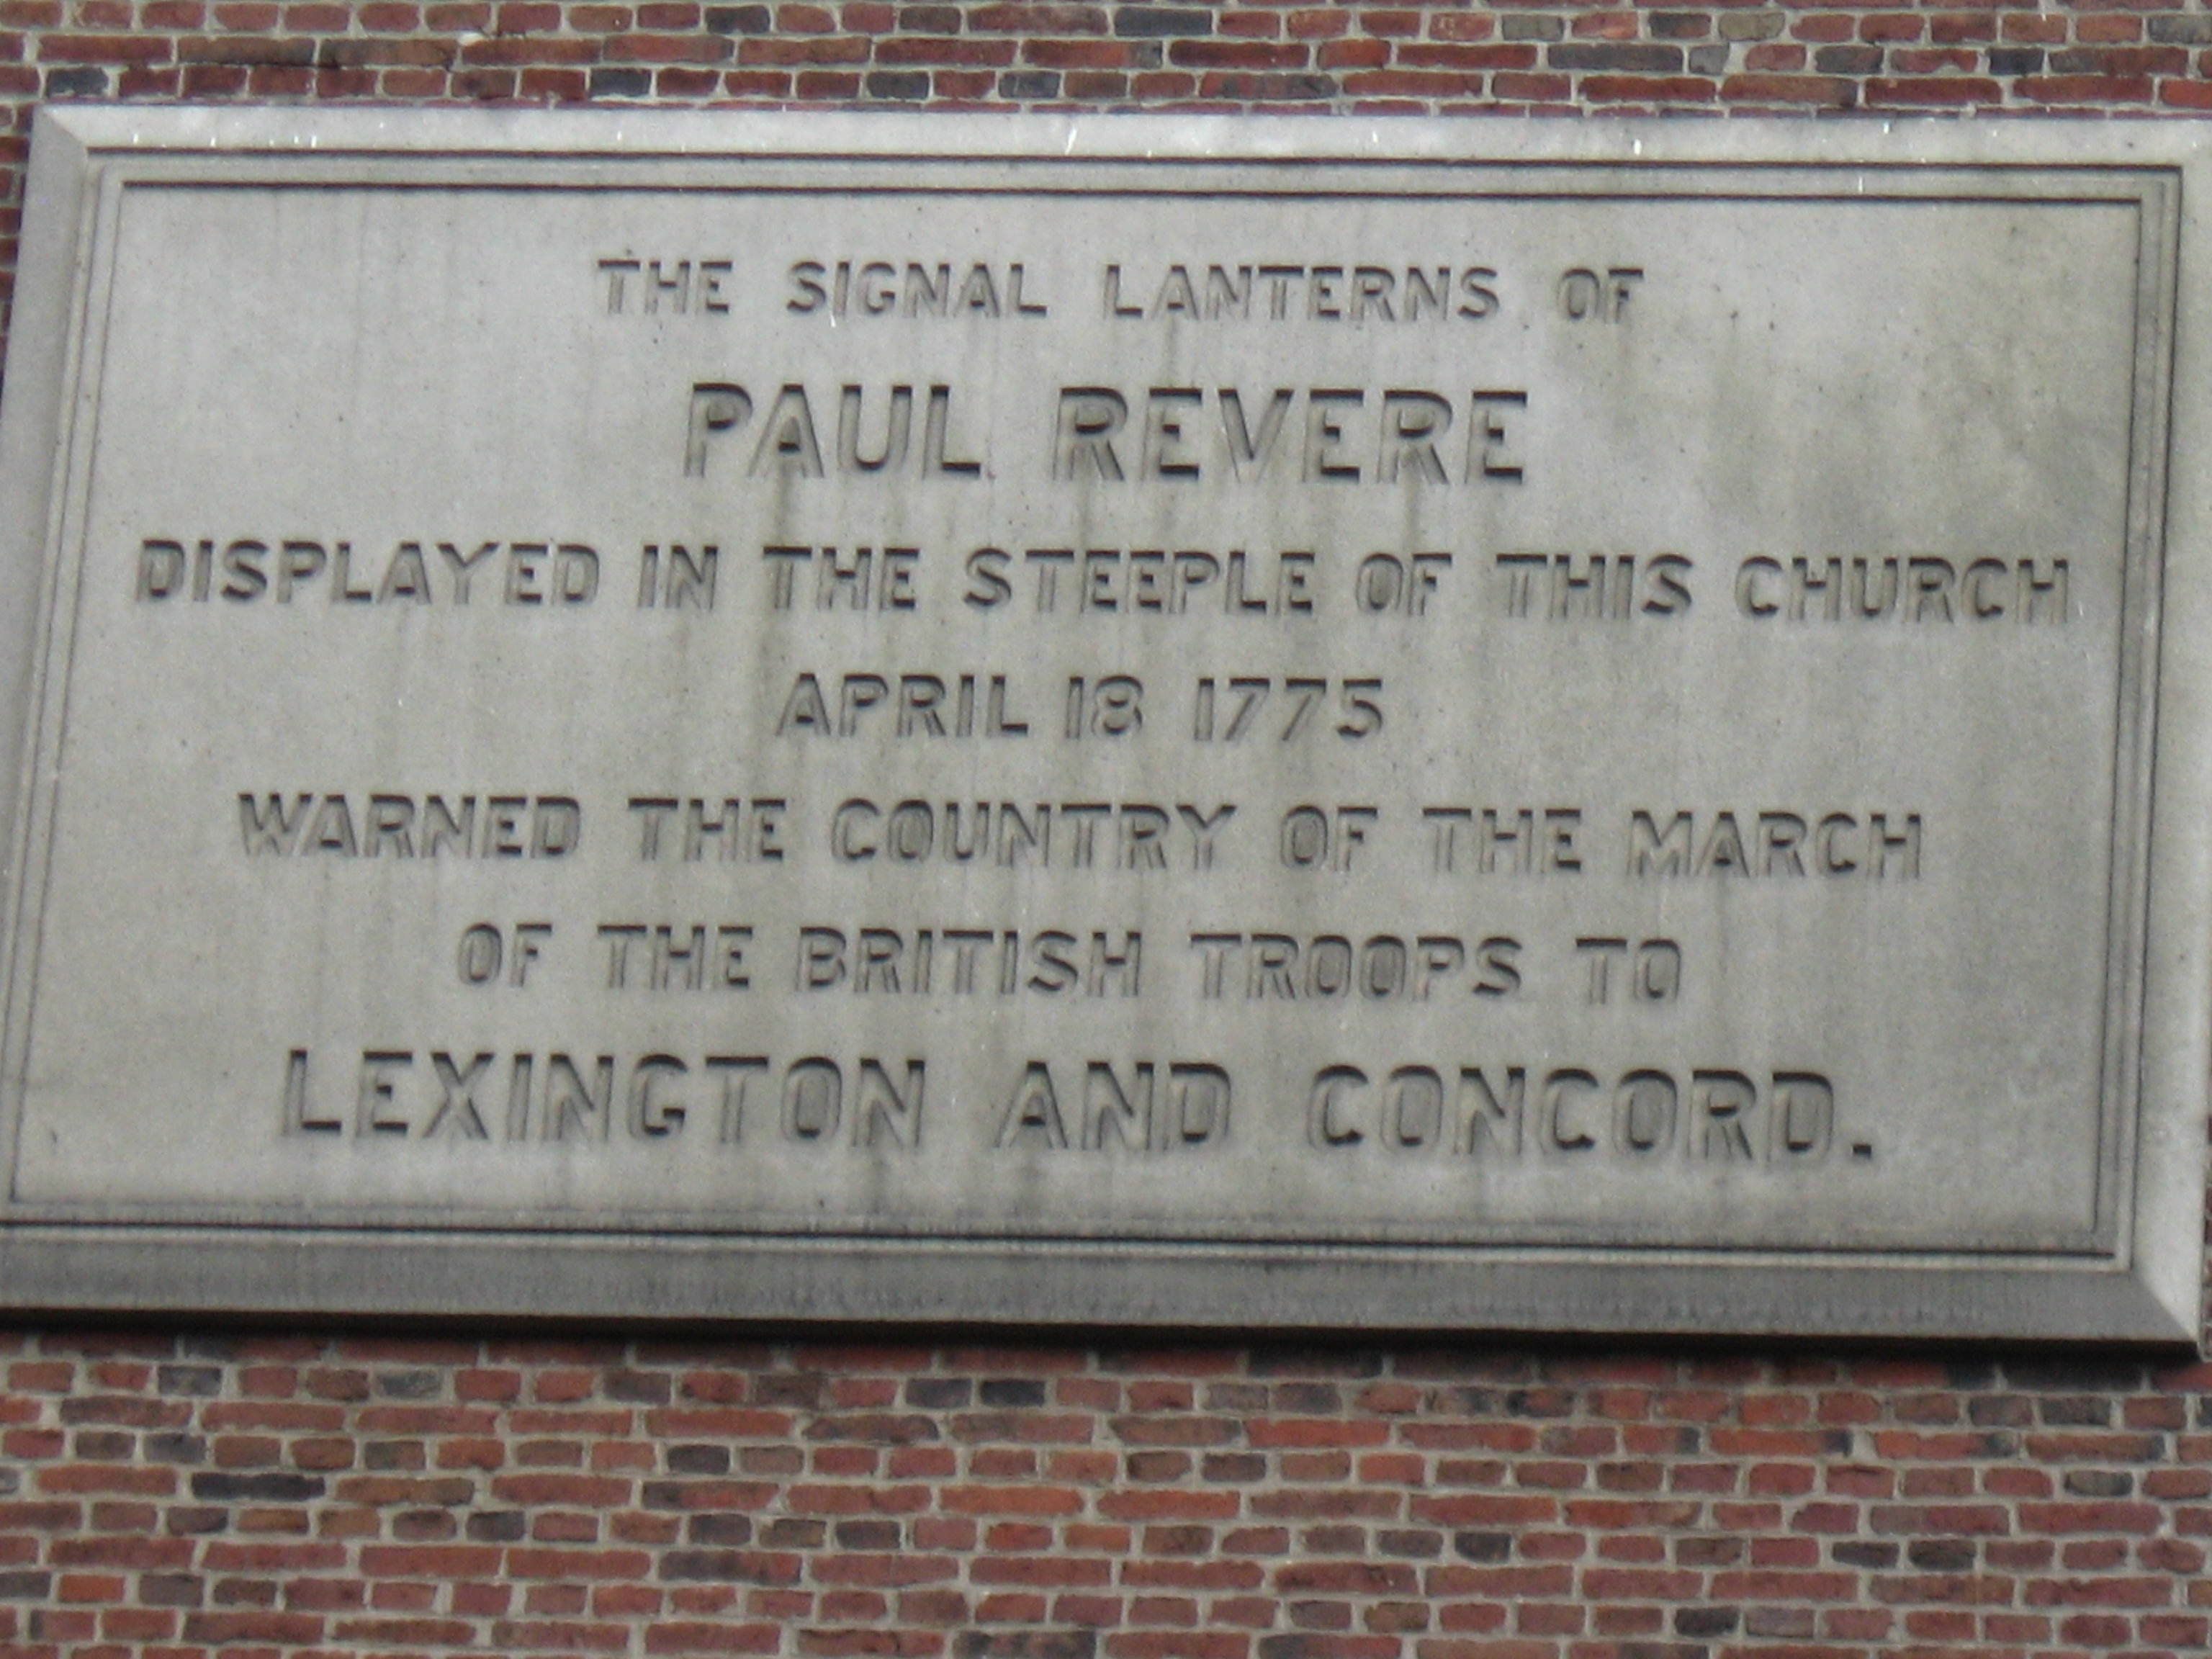 THE SIGNAL LANTERNS OF
PAUL REVERE
DISPLAYED IN THE STEEPLE OF THIS CHURCH
APRIL 18 1775
WARNED THE COUNTRY OF THE MARCH
OF THE BRITISH TROOPS TO
LEXINGTON AND CONCORD.